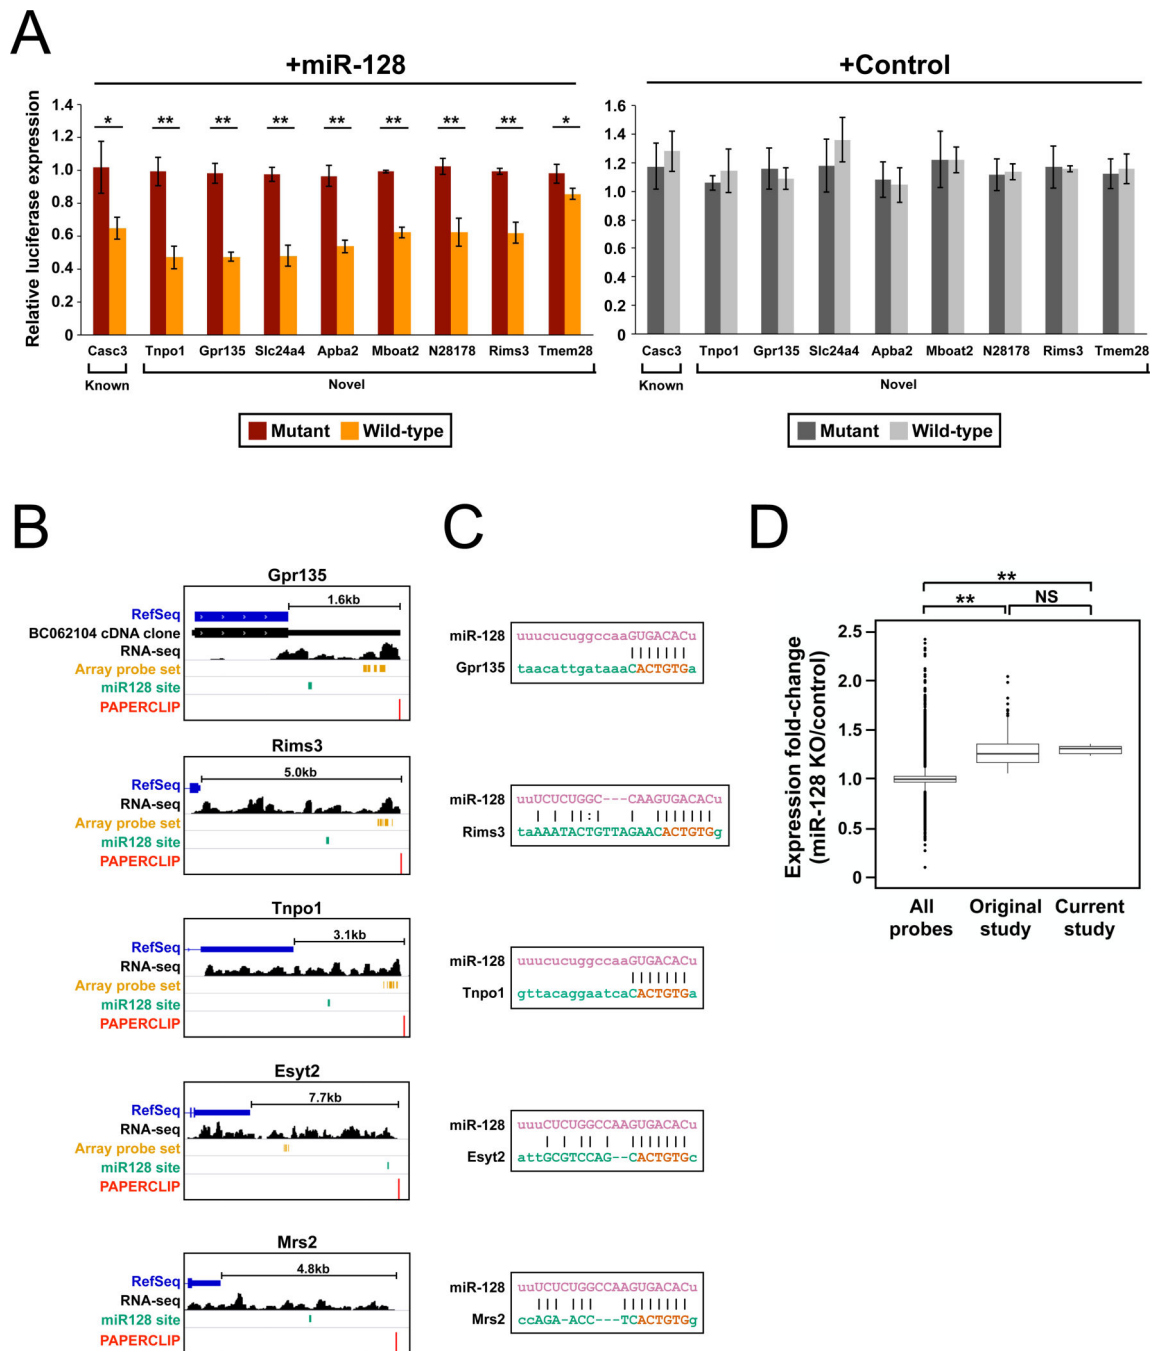 A
+miR-128
+Control
Relative luciferase expression
1.4
1.2
1.0
0.8
0.6
0.4
0.2
0
* ** ** ** ** ** ** ** *
Casc3 Tnpo1 Gpr135 Slc24a4 Apba2 Mboat2 N28178 Rims3 Tmem28
Known Novel
Mutant Wild-type
1.6
1.4
1.2
1.0
0.8
0.6
0.4
0.2
0
Casc3 Tnpo1 Gpr135 Slc24a4 Apba2 Mboat2 N28178 Rims3 Tmem28
Known Novel
Mutant Wild-type
B
Gpr135
1.6kb
RefSeq
BC062104 cDNA clone
RNA-seq
Array probe set
miR128 site
PAPERCLIP
Rims3
5.0kb
RefSeq
RNA-seq
Array probe set
miR128 site
PAPERCLIP
Tnpo1
3.1kb
RefSeq
RNA-seq
Array probe set
miR128 site
PAPERCLIP
Esyt2
7.7kb
RefSeq
RNA-seq
Array probe set
miR128 site
PAPERCLIP
Mrs2
4.8kb
RefSeq
RNA-seq
miR128 site
PAPERCLIP
C
miR-128 uuucucuggccaaGUGACACu
Gpr135 taacattgataaaCACTGTGa
miR-128 uuUCUCUGGC---CAAGUGACACu
Rims3 taAAATACTGTTAGAACACTGTGg
miR-128 uuucucuggccaaGUGACACu
Tnpo1 gttacaggaatcaCACTGTGa
miR-128 uuuCUCUGGCCAAGUGACACu
Esyt2 attGCGTCCAG--CACTGTGc
miR-128 uuUCUCUGGCCAAGUGACACu
Mrs2 ccAGA-ACC---TCACTGTGg
D
**
** NS
Expression fold-change
(miR-128 KO/control)
2.5
2.0
1.5
1.0
0.5
0
All probes
Original study
Current study